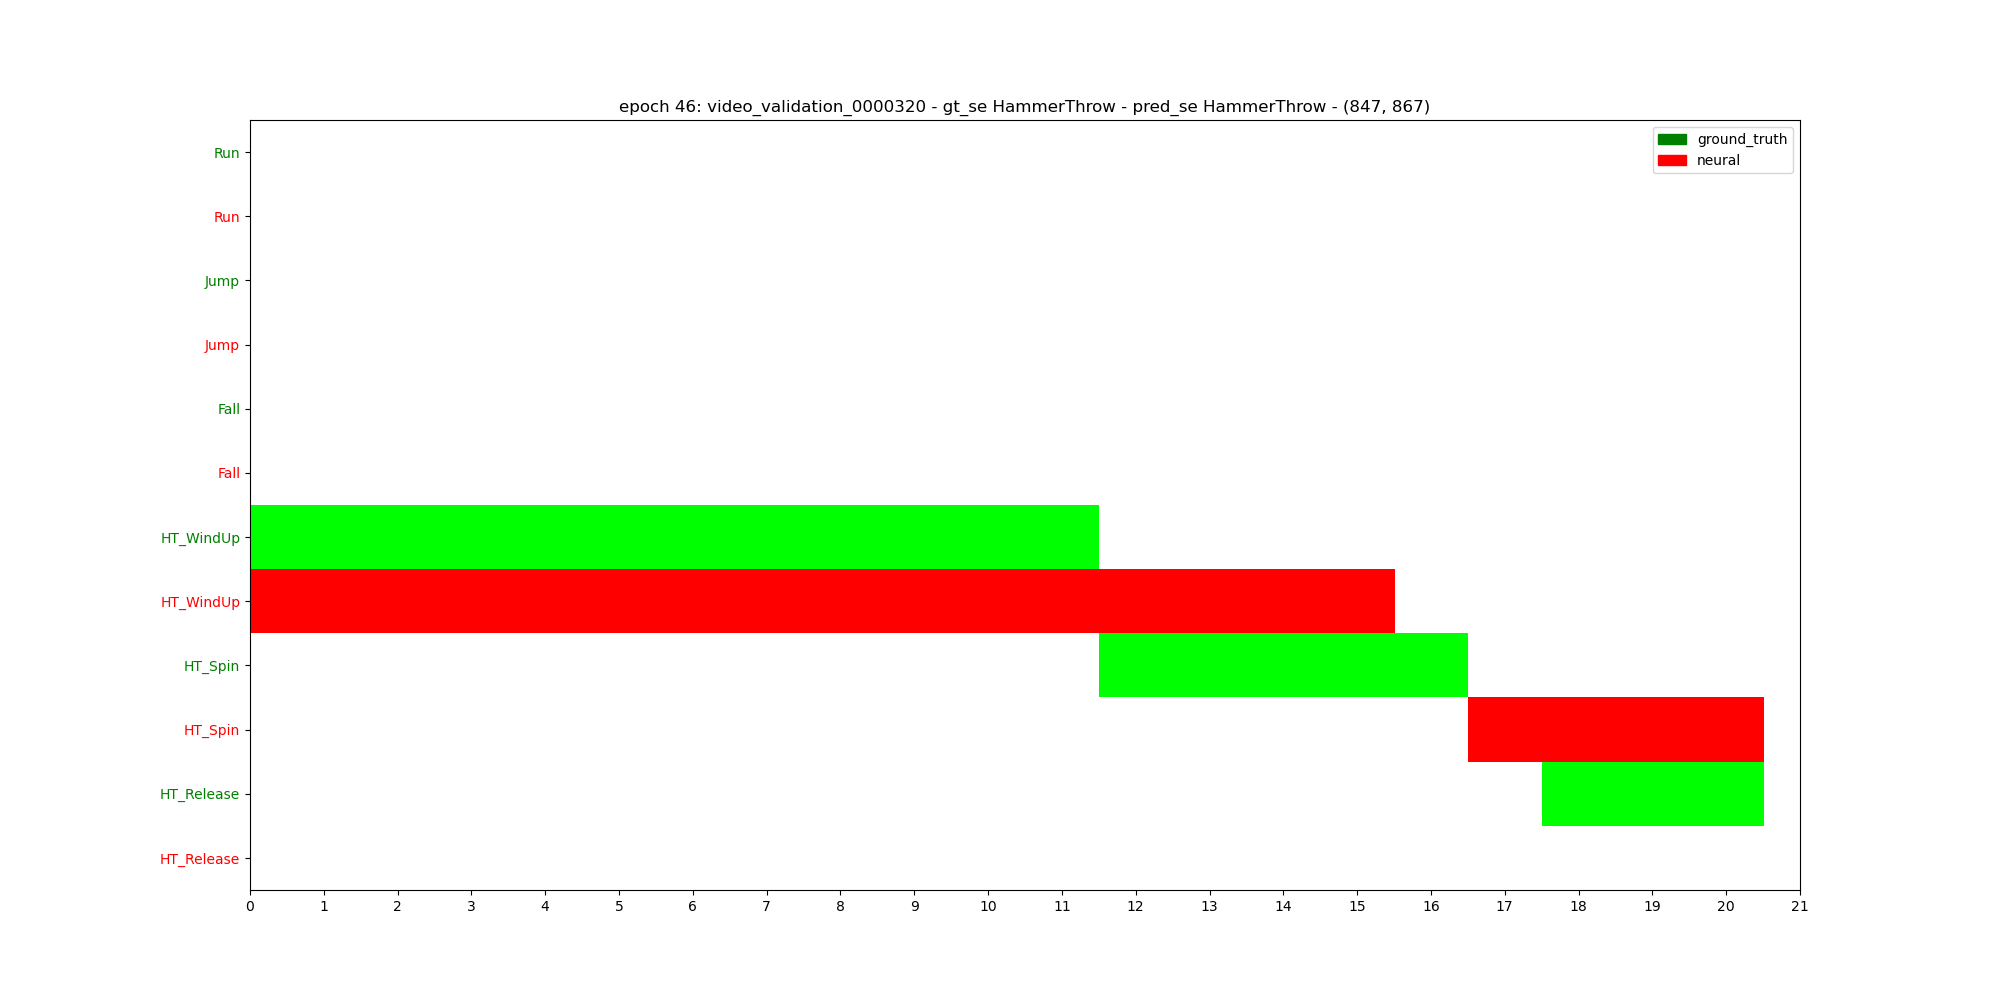 epoch 46: video_validation_0000320 - gt_se HammerThrow - pred_se HammerThrow - (847, 867)
ground_truth
neural
Run
Run
Jump
Jump
Fall
Fall
HT_WindUp
HT_WindUp
HT_Spin
HT_Spin
HT_Release
HT_Release
0 1 2 3 4 5 6 7 8 9 10 11 12 13 14 15 16 17 18 19 20 21